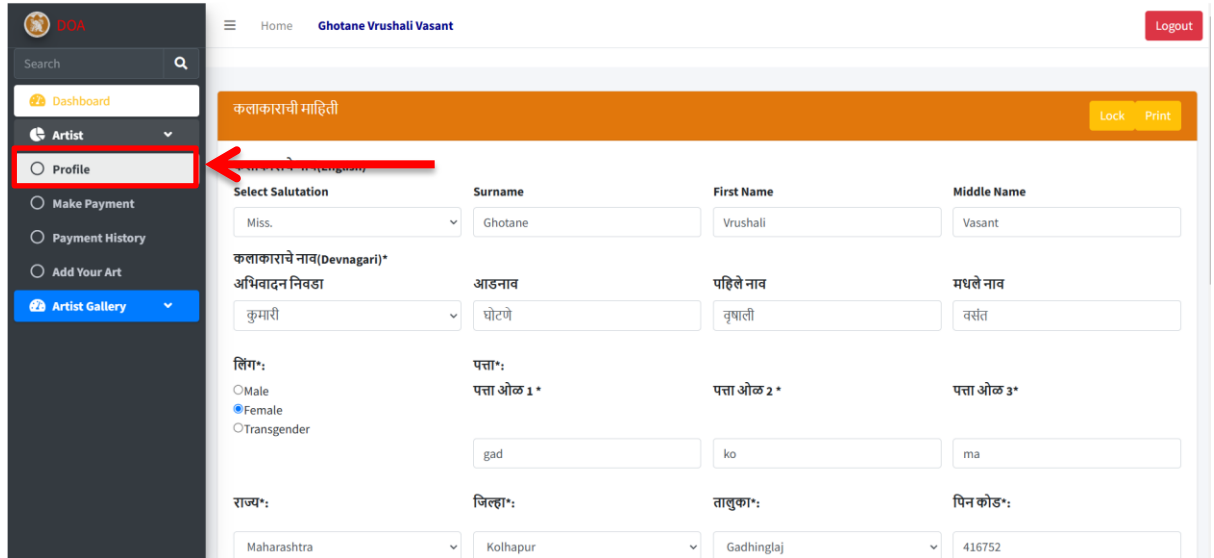 DOA
Home Ghotane Vrushali Vasant
Logout
Search
Dashboard
Artist
Profile
Make Payment
Payment History
Add Your Art
Artist Gallery
कलाकाराची माहिती
Lock Print
कलाकाराचे नाव(English)*
Select Salutation Surname First Name Middle Name
Miss. Ghotane Vrushali Vasant
कलाकाराचे नाव(Devnagari)*
अभिवादन निवडा आडनाव पहिले नाव मधले नाव
कुमारी घोटणे वृषाली वसंत
लिंग*: पत्ता*:
Male पत्ता ओळ 1 * पत्ता ओळ 2 * पत्ता ओळ 3*
Female
Transgender
gad ko ma
राज्य*: जिल्हा*: तालुका*: पिन कोड*:
Maharashtra Kolhapur Gadhinglaj 416752